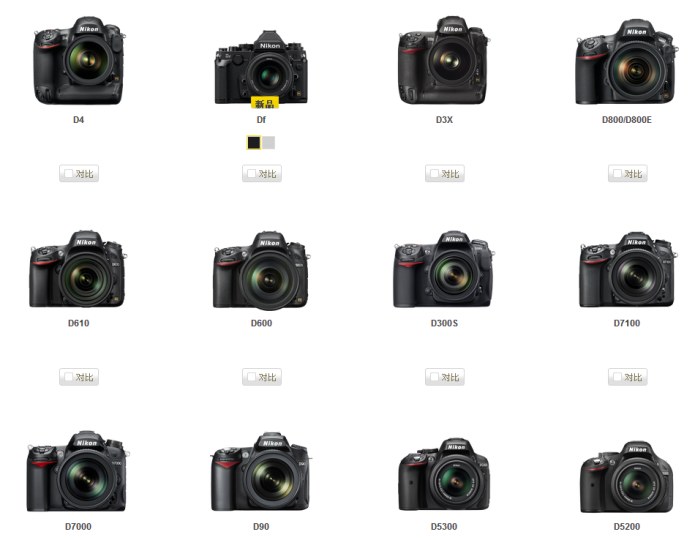 Nikon
Nikon
Nikon
Nikon
新品
D4
Df
D3X
D800/D800E
对比
对比
对比
对比
Nikon
Nikon
Nikon
Nikon
D610
D600
D300S
D7100
对比
对比
对比
对比
Nikon
Nikon
Nikon
Nikon
D7000
D90
D5300
D5200